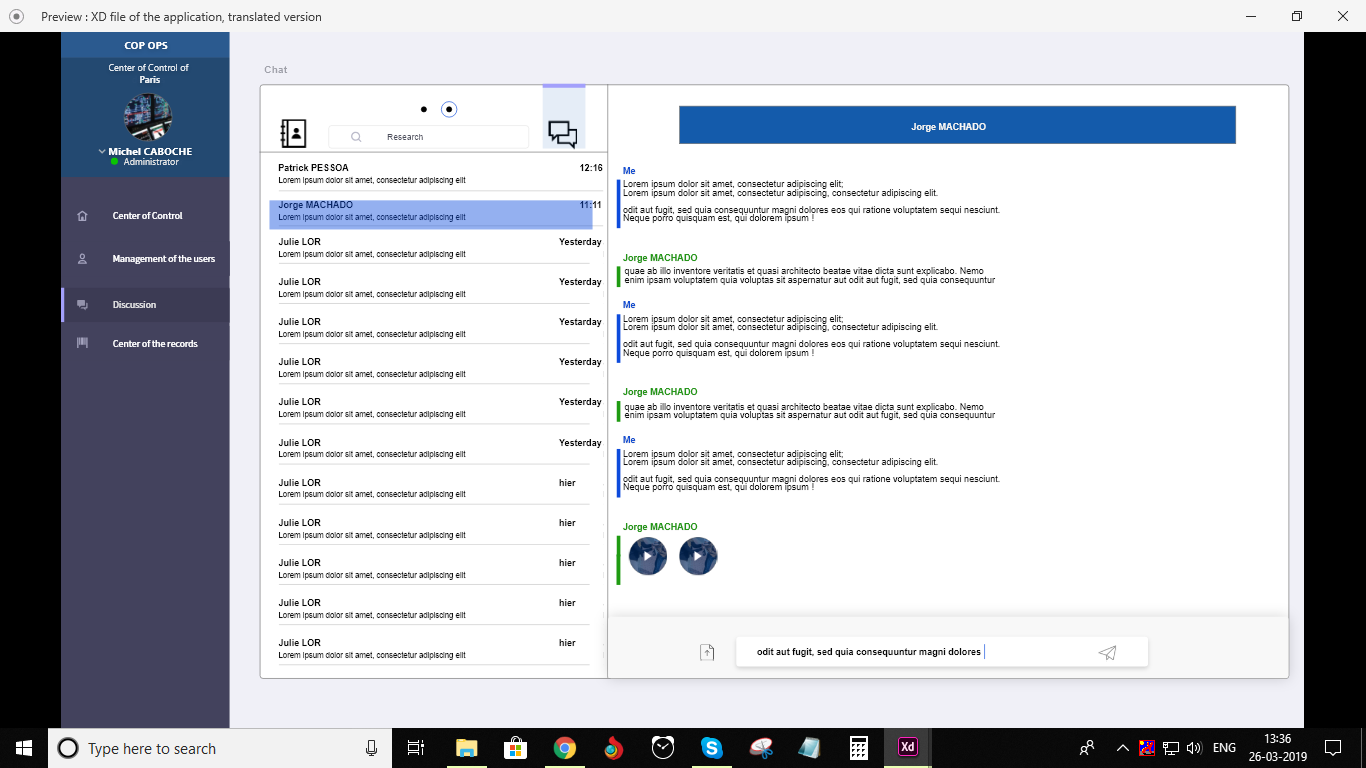 Preview : XD file of the application, translated version
COP OPS
Center of Control of
Paris
Michel CABOCHE
Administrator
Center of Control
Management of the users
Discussion
Center of the records
Chat
Research
Patrick PESSOA 12:16
Lorem ipsum dolor sit amet, consectetur adipiscing elit
Jorge MACHADO 11:11
Lorem ipsum dolor sit amet, consectetur adipiscing elit
Julie LOR Yesterday
Lorem ipsum dolor sit amet, consectetur adipiscing elit
Julie LOR Yesterday
Lorem ipsum dolor sit amet, consectetur adipiscing elit
Julie LOR Yestarday
Lorem ipsum dolor sit amet, consectetur adipiscing elit
Julie LOR Yesterday
Lorem ipsum dolor sit amet, consectetur adipiscing elit
Julie LOR Yesterday
Lorem ipsum dolor sit amet, consectetur adipiscing elit
Julie LOR Yesterday
Lorem ipsum dolor sit amet, consectetur adipiscing elit
Julie LOR hier
Lorem ipsum dolor sit amet, consectetur adipiscing elit
Julie LOR hier
Lorem ipsum dolor sit amet, consectetur adipiscing elit
Julie LOR hier
Lorem ipsum dolor sit amet, consectetur adipiscing elit
Julie LOR hier
Lorem ipsum dolor sit amet, consectetur adipiscing elit
Julie LOR hier
Lorem ipsum dolor sit amet, consectetur adipiscing elit
Jorge MACHADO
Me
Lorem ipsum dolor sit amet, consectetur adipiscing elit;
Lorem ipsum dolor sit amet, consectetur adipiscing, consectetur adipiscing elit.
odit aut fugit, sed quia consequuntur magni dolores eos qui ratione voluptatem sequi nesciunt.
Neque porro quisquam est, qui dolorem ipsum !
Jorge MACHADO
quae ab illo inventore veritatis et quasi architecto beatae vitae dicta sunt explicabo. Nemo
enim ipsam voluptatem quia voluptas sit aspernatur aut odit aut fugit, sed quia consequuntur
Me
Lorem ipsum dolor sit amet, consectetur adipiscing elit;
Lorem ipsum dolor sit amet, consectetur adipiscing, consectetur adipiscing elit.
odit aut fugit, sed quia consequuntur magni dolores eos qui ratione voluptatem sequi nesciunt.
Neque porro quisquam est, qui dolorem ipsum !
Jorge MACHADO
quae ab illo inventore veritatis et quasi architecto beatae vitae dicta sunt explicabo. Nemo
enim ipsam voluptatem quia voluptas sit aspernatur aut odit aut fugit, sed quia consequuntur
Me
Lorem ipsum dolor sit amet, consectetur adipiscing elit;
Lorem ipsum dolor sit amet, consectetur adipiscing, consectetur adipiscing elit.
odit aut fugit, sed quia consequuntur magni dolores eos qui ratione voluptatem sequi nesciunt.
Neque porro quisquam est, qui dolorem ipsum !
Jorge MACHADO
odit aut fugit, sed quia consequuntur magni dolores
Type here to search
Xd
ENG
13:36
26-03-2019